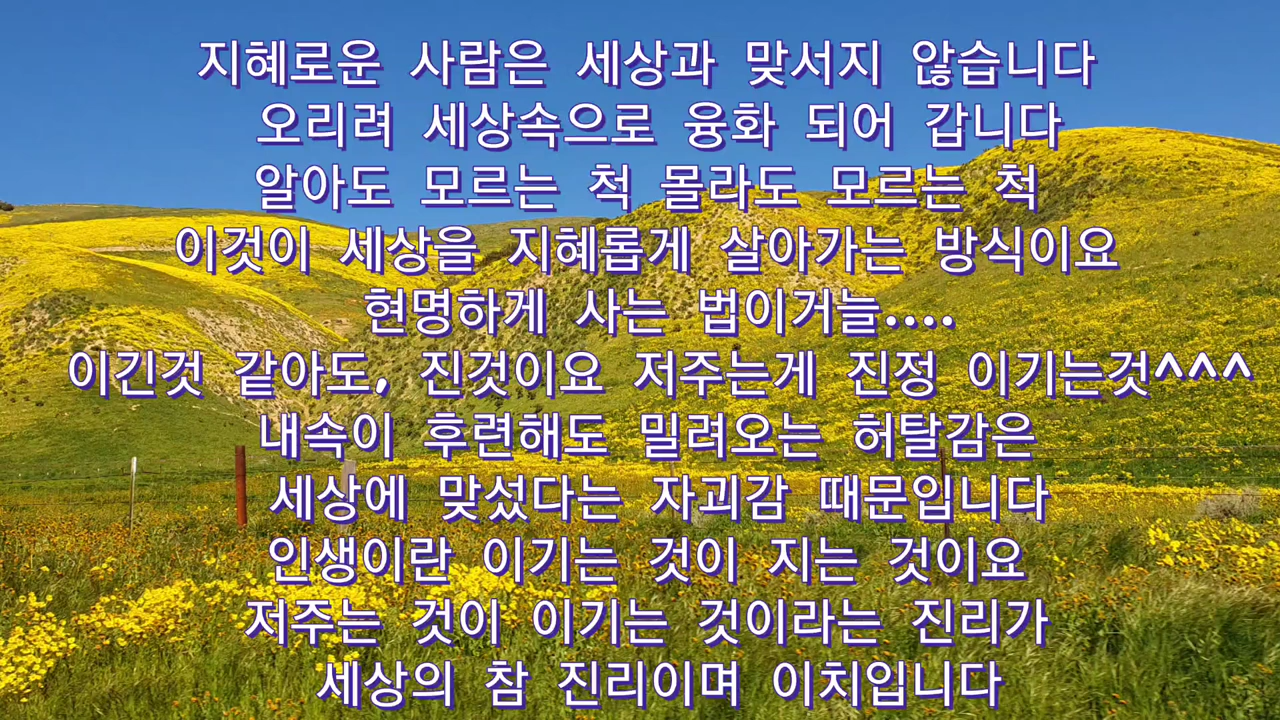 지혜로운 사람은 세상과 맞서지 않습니다
오리려 세상속으로 융화 되어 갑니다
알아도 모르는 척 몰라도 모르는 척
이것이 세상을 지혜롭게 살아가는 방식이요
현명하게 사는 법이거늘....
이긴것 같아도, 진것이요 저주는게 진정 이기는것^^^
내속이 후련해도 밀려오는 허탈감은
세상에 맞섰다는 자괴감 때문입니다
인생이란 이기는 것이 지는 것이요
저주는 것이 이기는 것이라는 진리가
세상의 참 진리이며 이치입니다